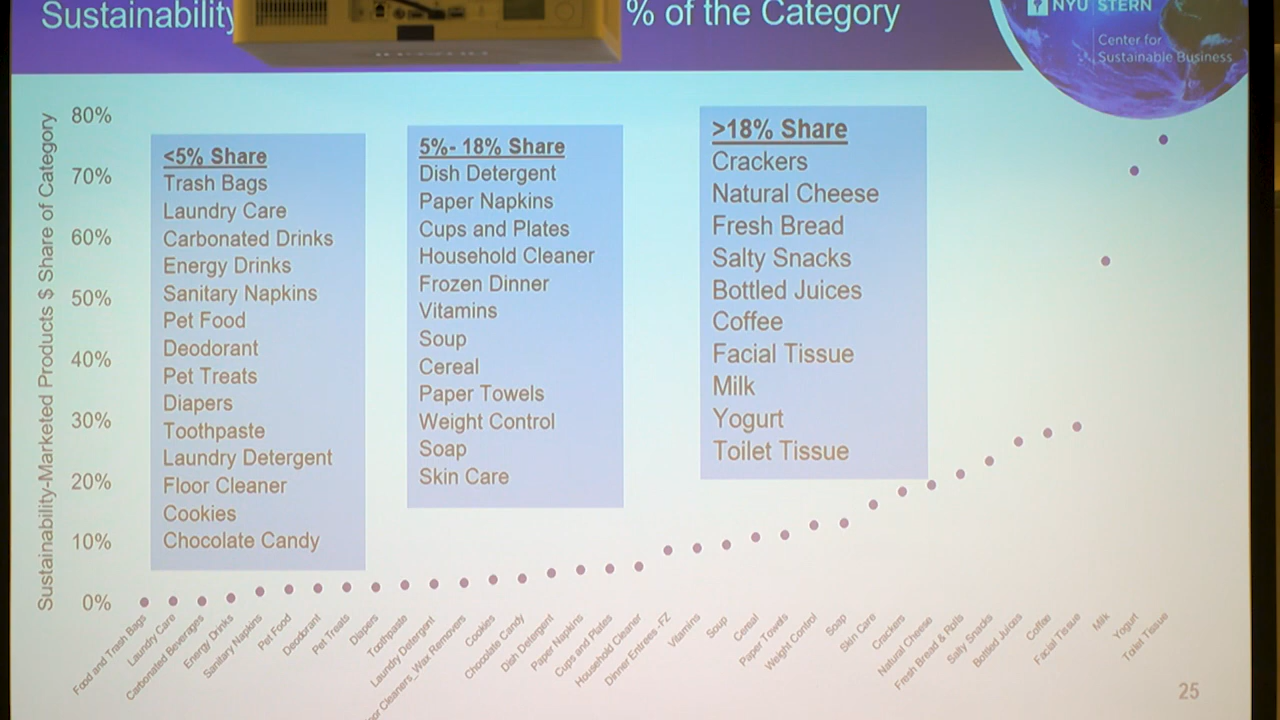 Sustainability
% of the Category
NYU STERN
Center for
Sustainable Business
Sustainability-Marketed Products $ Share of Category
80%
70%
60%
50%
40%
30%
20%
10%
0%
<5% Share
Trash Bags
Laundry Care
Carbonated Drinks
Energy Drinks
Sanitary Napkins
Pet Food
Deodorant
Pet Treats
Diapers
Toothpaste
Laundry Detergent
Floor Cleaner
Cookies
Chocolate Candy
5%- 18% Share
Dish Detergent
Paper Napkins
Cups and Plates
Household Cleaner
Frozen Dinner
Vitamins
Soup
Cereal
Paper Towels
Weight Control
Soap
Skin Care
>18% Share
Crackers
Natural Cheese
Fresh Bread
Salty Snacks
Bottled Juices
Coffee
Facial Tissue
Milk
Yogurt
Toilet Tissue
Food and Trash Bags
Laundry Care
Carbonated Beverages
Energy Drinks
Sanitary Napkins
Pet Food
Deodorant
Pet Treats
Diapers
Toothpaste
Laundry Detergent
Cleaners_Wax Removers
Cookies
Chocolate Candy
Dish Detergent
Paper Napkins
Cups and Plates
Household Cleaner
Dinner Entrees -FZ
Vitamins
Soup
Cereal
Paper Towels
Weight Control
Soap
Skin Care
Crackers
Natural Cheese
Fresh Bread & Rolls
Salty Snacks
Bottled Juices
Coffee
Facial Tissue
Milk
Yogurt
Toilet Tissue
25